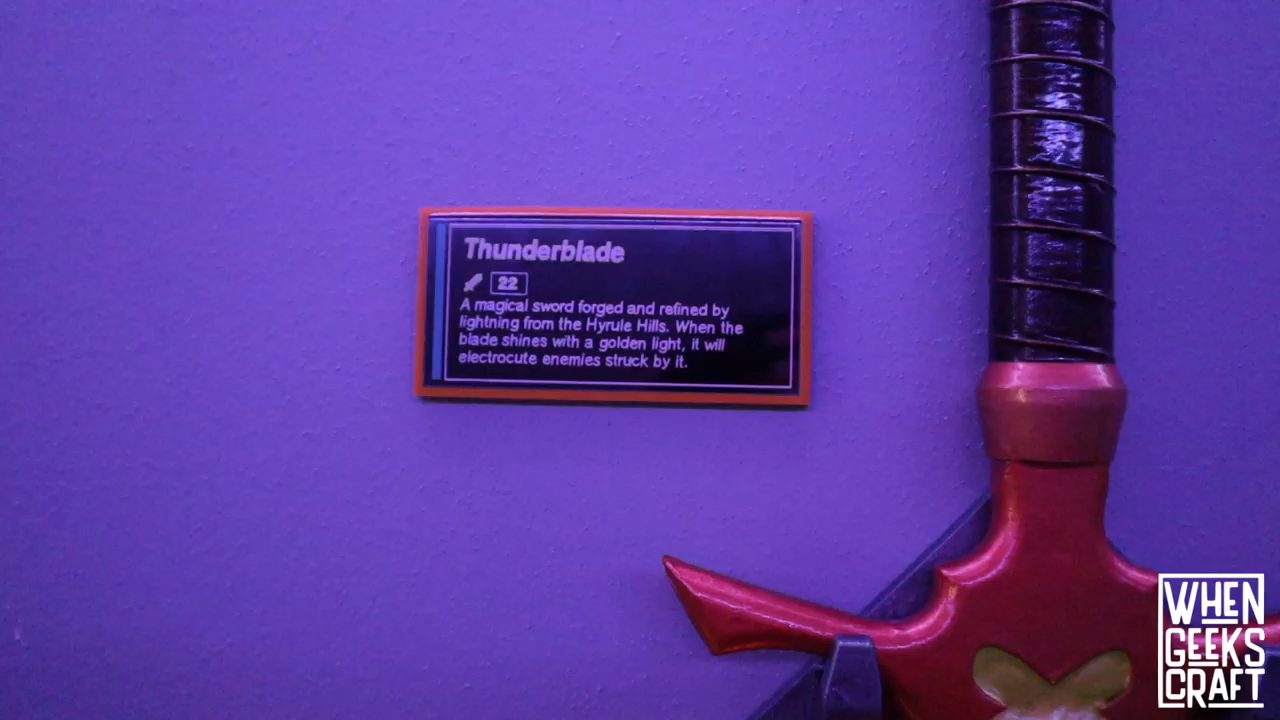 Thunderblade
22
A magical sword forged and refined by
lightning from the Hyrule Hills. When the
blade shines with a golden light, it will
electrocute enemies struck by it.
WHEN
GEEKS
CRAFT